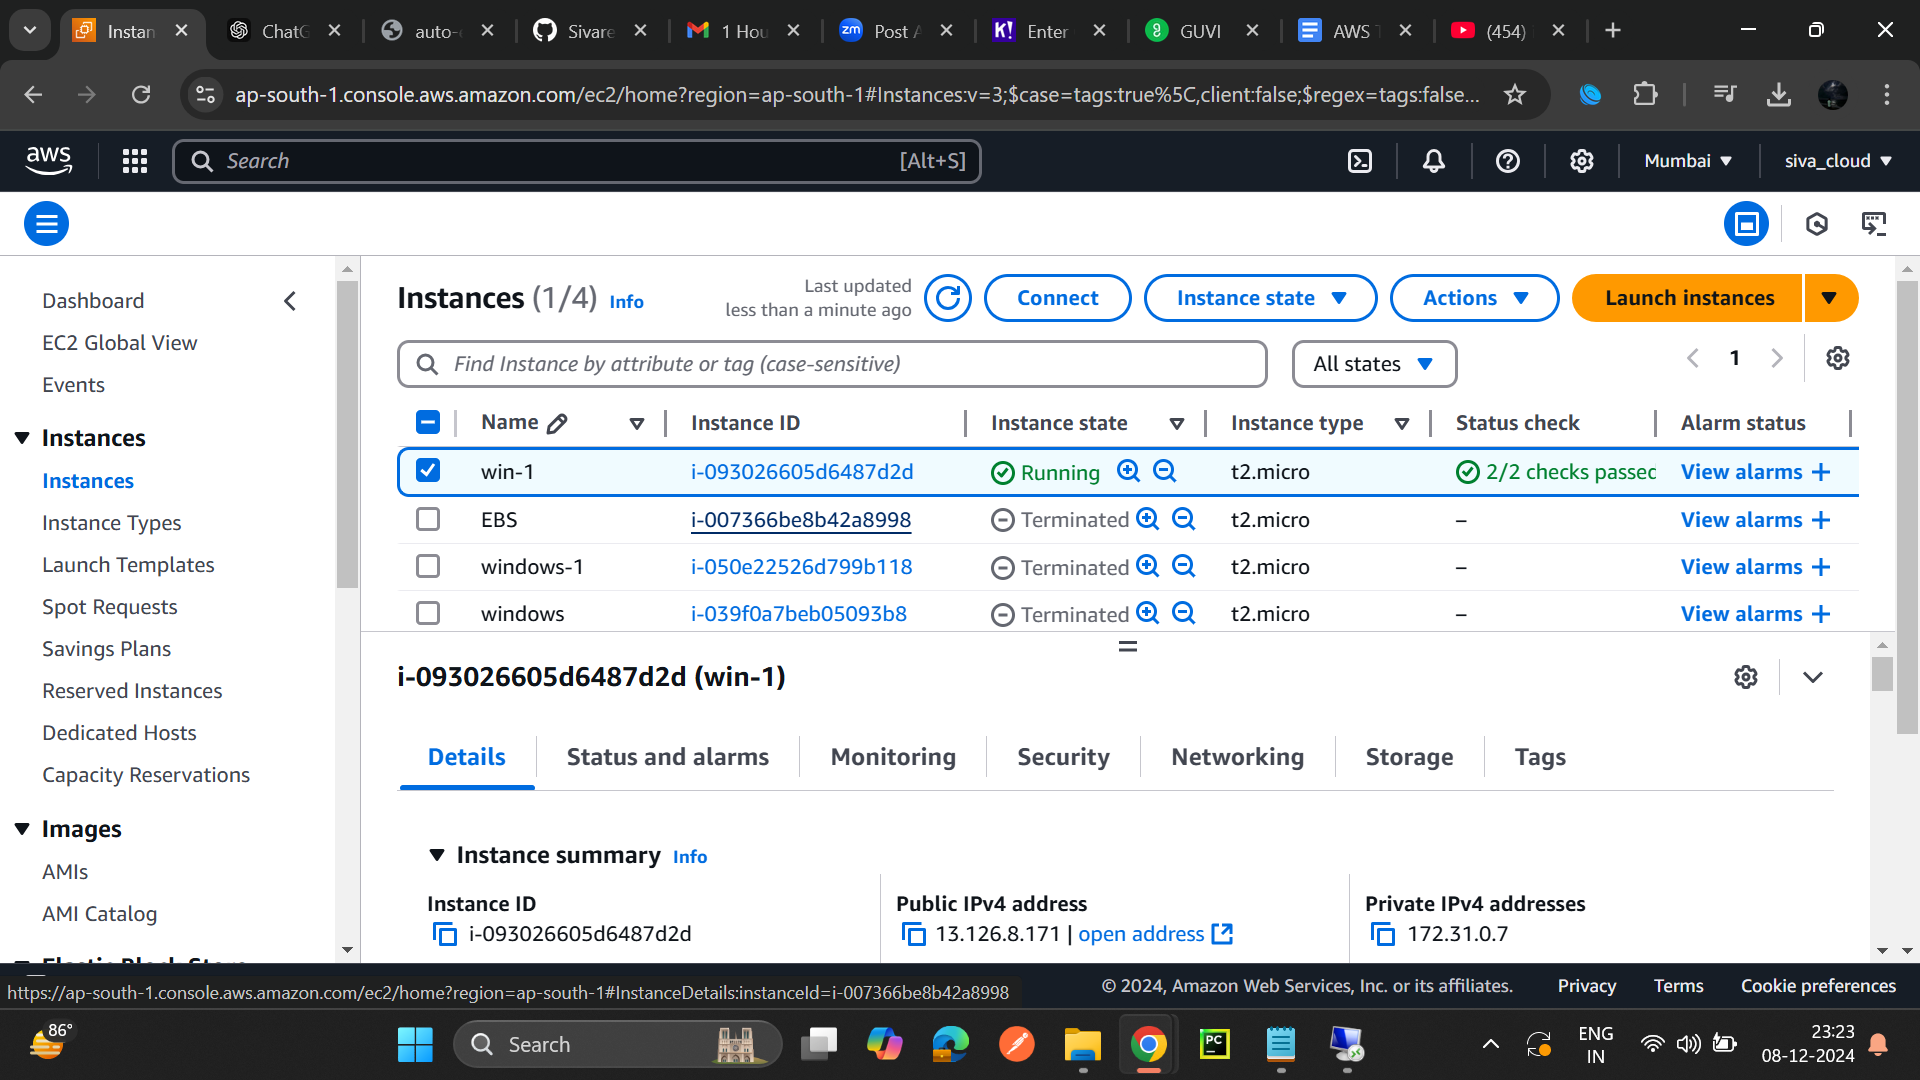 Instan
ChatG
auto-
Sivare
1 Hou
zm
Post A
K!
Enter
GUVI
AWS T
(454)
ap-south-1.console.aws.amazon.com/ec2/home?region=ap-south-1#Instances:v=3;$case=tags:true%5C,client:false;$regex=tags:false...
aws
Search
[Alt+S]
Mumbai
siva_cloud
Dashboard
EC2 Global View
Events
Instances
Instances
Instance Types
Launch Templates
Spot Requests
Savings Plans
Reserved Instances
Dedicated Hosts
Capacity Reservations
Images
AMIs
AMI Catalog
Elastic Block Store
Instances (1/4) Info
Last updated
less than a minute ago
Connect
Instance state
Actions
Launch instances
Find Instance by attribute or tag (case-sensitive)
All states
1
Name Instance ID Instance state Instance type Status check Alarm status
win-1 i-093026605d6487d2d Running t2.micro 2/2 checks passed View alarms +
EBS i-007366be8b42a8998 Terminated t2.micro – View alarms +
windows-1 i-050e22526d799b118 Terminated t2.micro – View alarms +
windows i-039f0a7beb05093b8 Terminated t2.micro – View alarms +
i-093026605d6487d2d (win-1)
Details
Status and alarms
Monitoring
Security
Networking
Storage
Tags
Instance summary Info
Instance ID
i-093026605d6487d2d
Public IPv4 address
13.126.8.171 | open address
Private IPv4 addresses
172.31.0.7
https://ap-south-1.console.aws.amazon.com/ec2/home?region=ap-south-1#InstanceDetails:instanceId=i-007366be8b42a8998
© 2024, Amazon Web Services, Inc. or its affiliates.
Privacy
Terms
Cookie preferences
86°
Search
PC
ENG
IN
23:23
08-12-2024